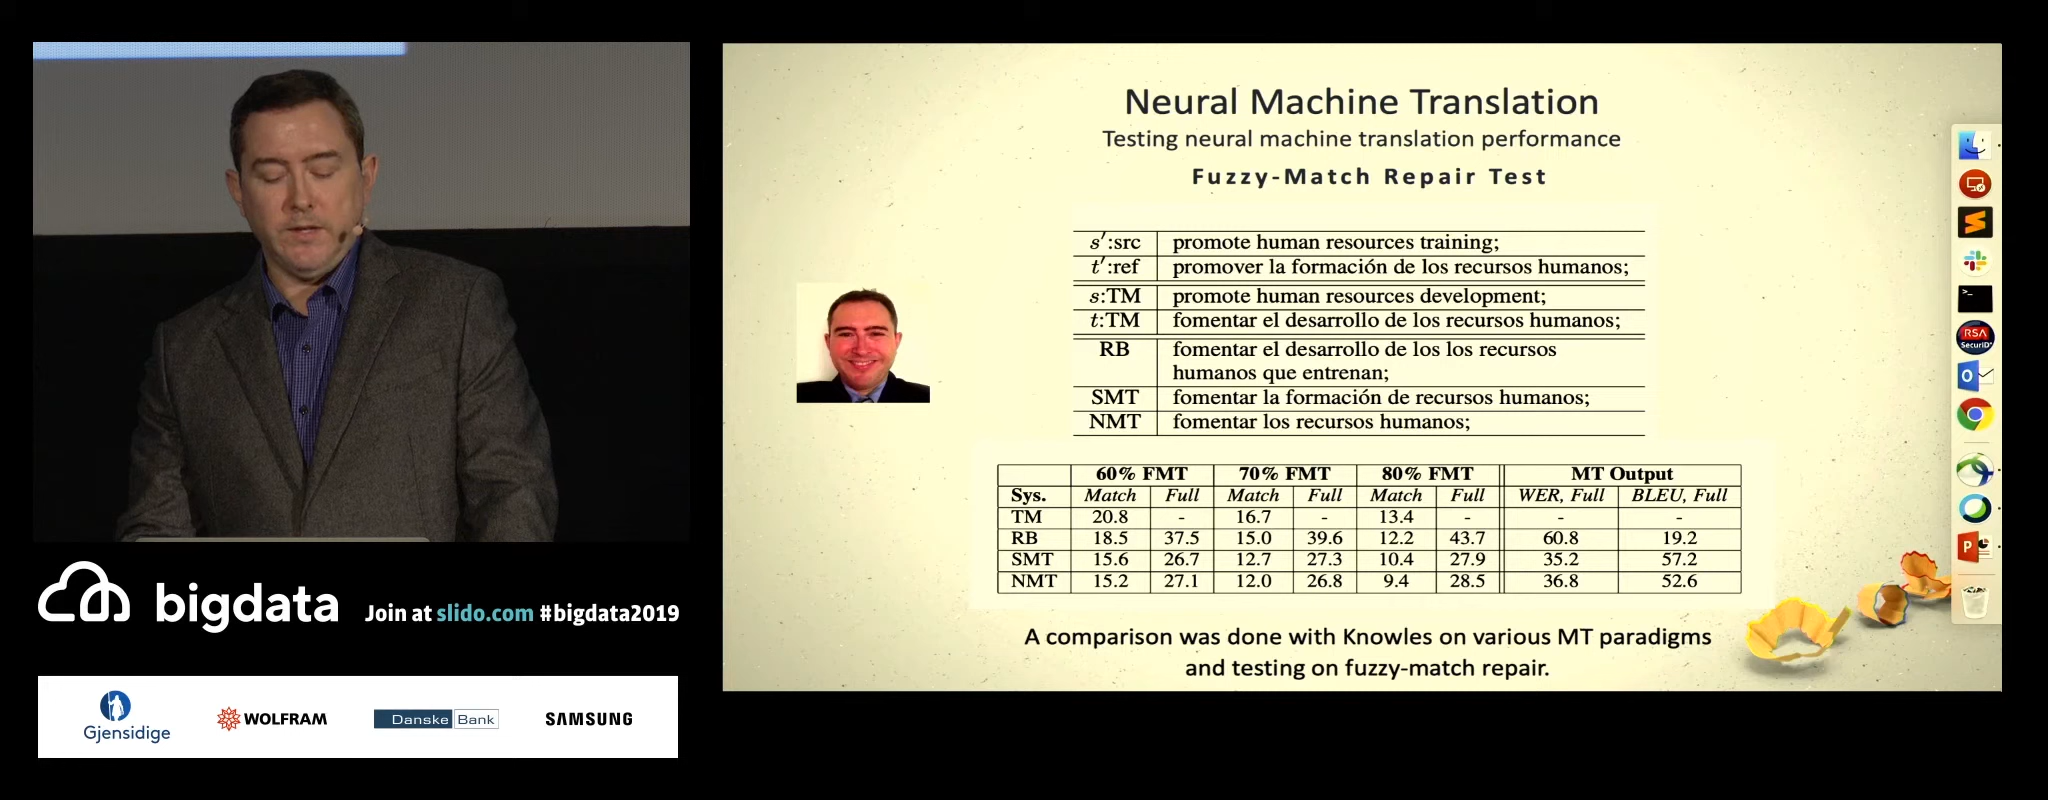 bigdata
Join at slido.com #bigdata2019
Gjensidige
WOLFRAM
Danske Bank
SAMSUNG
Neural Machine Translation
Testing neural machine translation performance
Fuzzy-Match Repair Test
s′:src promote human resources training;
t′:ref promover la formación de los recursos humanos;
s:TM promote human resources development;
t:TM fomentar el desarrollo de los recursos humanos;
RB fomentar el desarrollo de los los recursos
humanos que entrenan;
SMT fomentar la formación de recursos humanos;
NMT fomentar los recursos humanos;
60% FMT 70% FMT 80% FMT MT Output
Sys. Match Full Match Full Match Full WER, Full BLEU, Full
TM 20.8 - 16.7 - 13.4 - - -
RB 18.5 37.5 15.0 39.6 12.2 43.7 60.8 19.2
SMT 15.6 26.7 12.7 27.3 10.4 27.9 35.2 57.2
NMT 15.2 27.1 12.0 26.8 9.4 28.5 36.8 52.6
A comparison was done with Knowles on various MT paradigms
and testing on fuzzy-match repair.
>_
RSA
SecurID
O
P